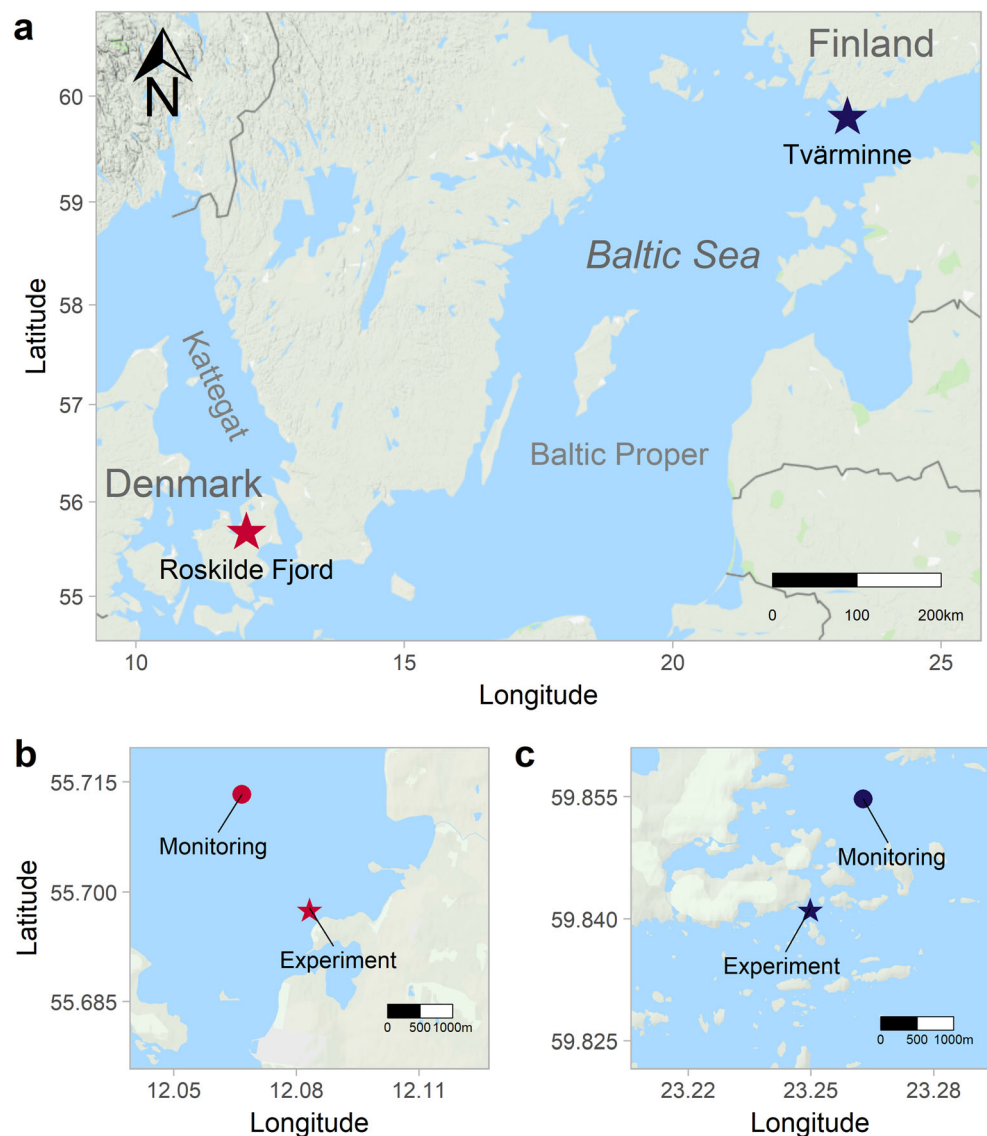 a
N
Finland
60
Tvärminne
59
Baltic Sea
58
Latitude
Kattegat
57
Baltic Proper
Denmark
56
Roskilde Fjord
55
0 100 200km
10 15 20 25
Longitude
b
55.715
Monitoring
55.700
Latitude
Experiment
55.685
0 500 1000m
12.05 12.08 12.11
Longitude
c
59.855
Monitoring
59.840
Experiment
59.825
0 500 1000m
23.22 23.25 23.28
Longitude